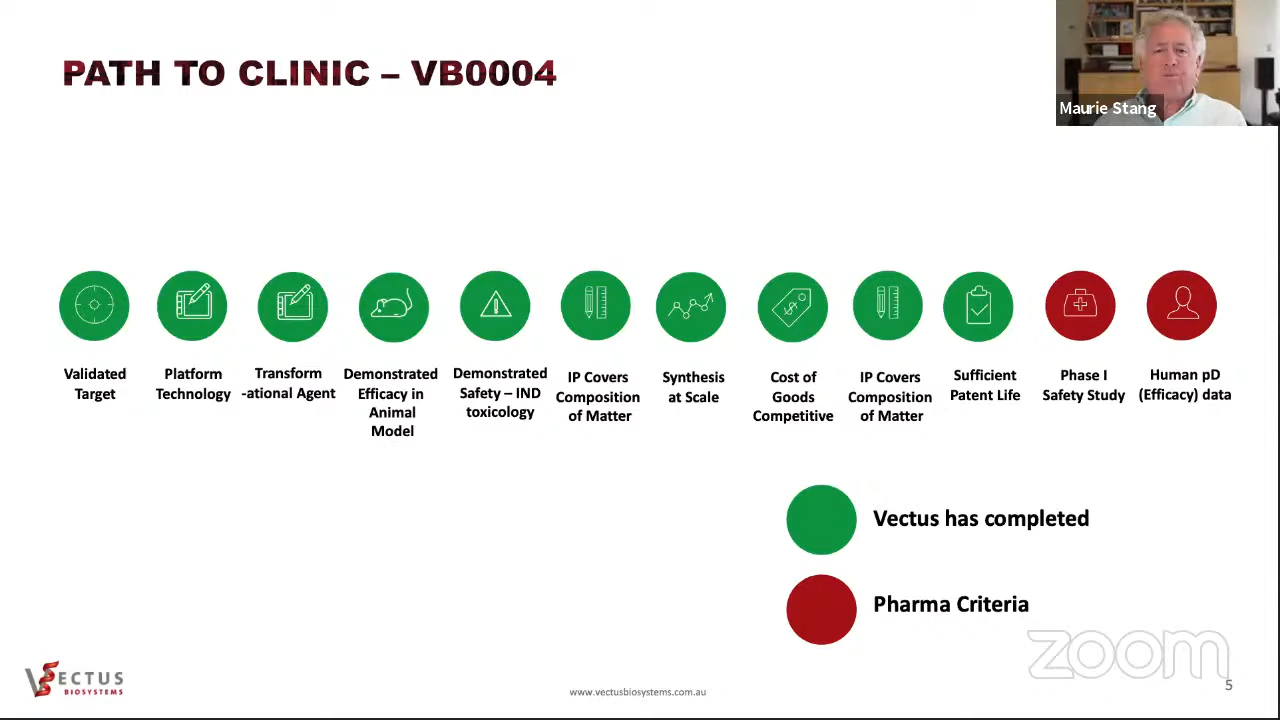 PATH TO CLINIC – VB0004
Maurie Stang
Validated
Target
Platform
Technology
Transform
-ational Agent
Demonstrated
Efficacy in
Animal
Model
Demonstrated
Safety – IND
toxicology
IP Covers
Composition
of Matter
Synthesis
at Scale
Cost of
Goods
Competitive
IP Covers
Composition
of Matter
Sufficient
Patent Life
Phase I
Safety Study
Human pD
(Efficacy) data
Vectus has completed
Pharma Criteria
zoom
VECTUS
BIOSYSTEMS
www.vectusbiosystems.com.au
5